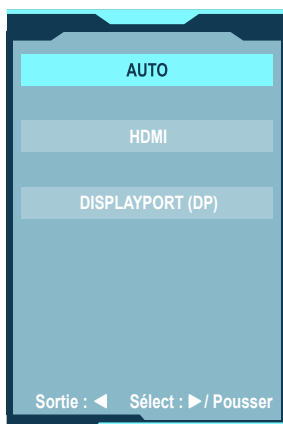 AUTO
HDMI
DISPLAYPORT (DP)
Sortie : ◀ Sélect : ▶/ Pousser